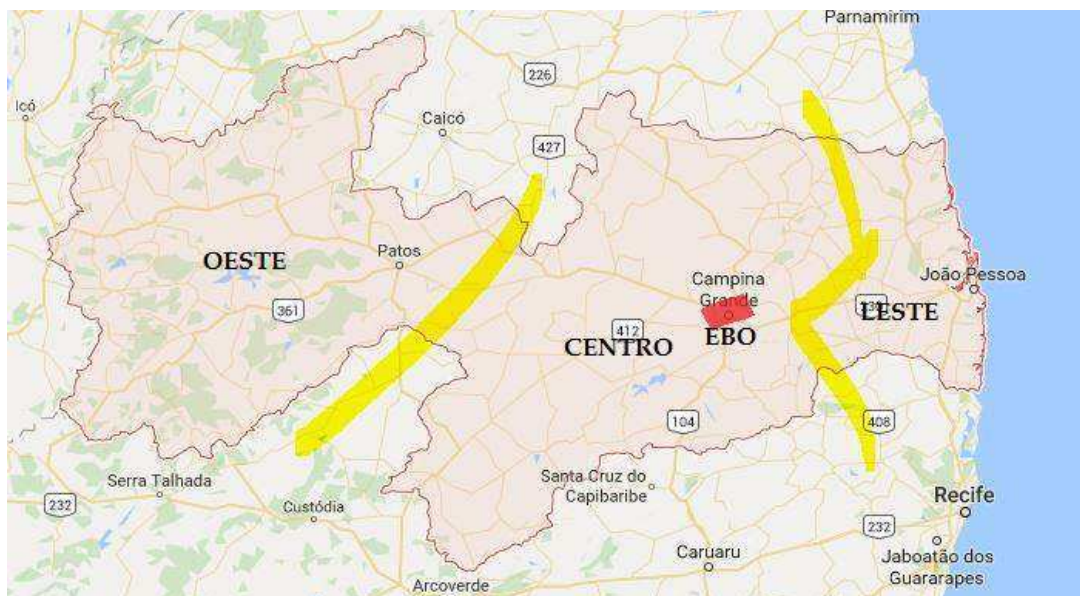 Parnamirim
Icó
226
Caicó
427
Patos
OESTE
Campina
Grande
João Pessoa
361
LESTE
412
EBO
CENTRO
104
408
Serra Talhada
Santa Cruz do
Capibaribe
232
Custódia
Recife
232
Caruaru
Jaboatão dos
Guararapes
Arcoverde